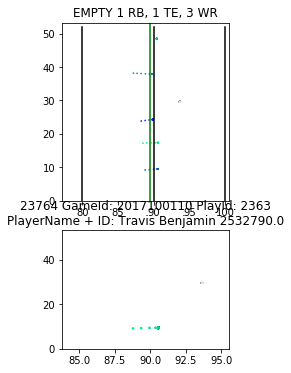 EMPTY 1 RB, 1 TE, 3 WR
50
40
30
20
10
0
80 85 90 95 100
23764 GameId: 2017100110 PlayId: 2363
PlayerName + ID: Travis Benjamin 2532790.0
40
20
0
85.0 87.5 90.0 92.5 95.0